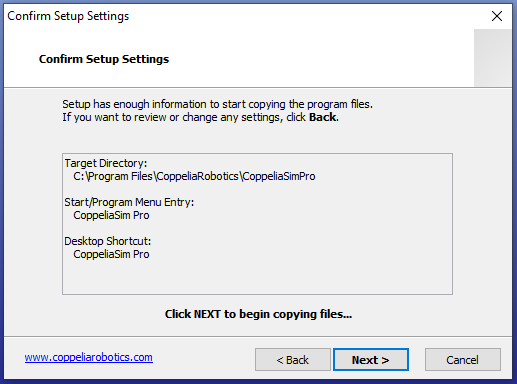 Confirm Setup Settings
Confirm Setup Settings
Setup has enough information to start copying the program files.
If you want to review or change any settings, click Back.
Target Directory:
C:\Program Files\CoppeliaRobotics\CoppeliaSimPro
Start/Program Menu Entry:
CoppeliaSim Pro
Desktop Shortcut:
CoppeliaSim Pro
Click NEXT to begin copying files...
www.coppeliarobotics.com
< Back
Next >
Cancel